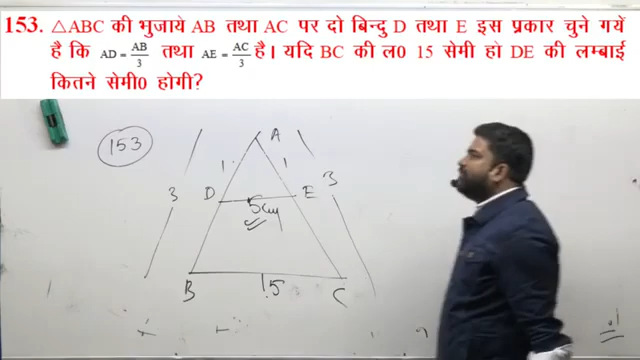 153. △ABC की भुजाये AB तथा AC पर दो बिन्दु D तथा E इस प्रकार चुने गयें
है कि AD = AB/3 तथा AE = AC/3 है। यदि BC की ल0 15 सेमी हो DE की लम्बाई
कितने सेमी0 होगी?
153
A
1 1
3 D 5cm E 3
B 15 C